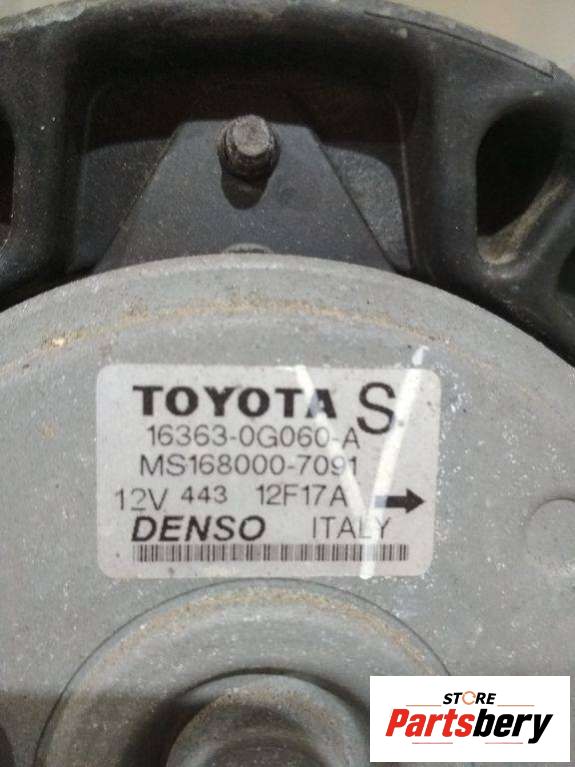 TOYOTA S
16363-0G060-A
MS168000-7091
12V 443 12F17A
DENSO ITALY
STORE
Partsbery